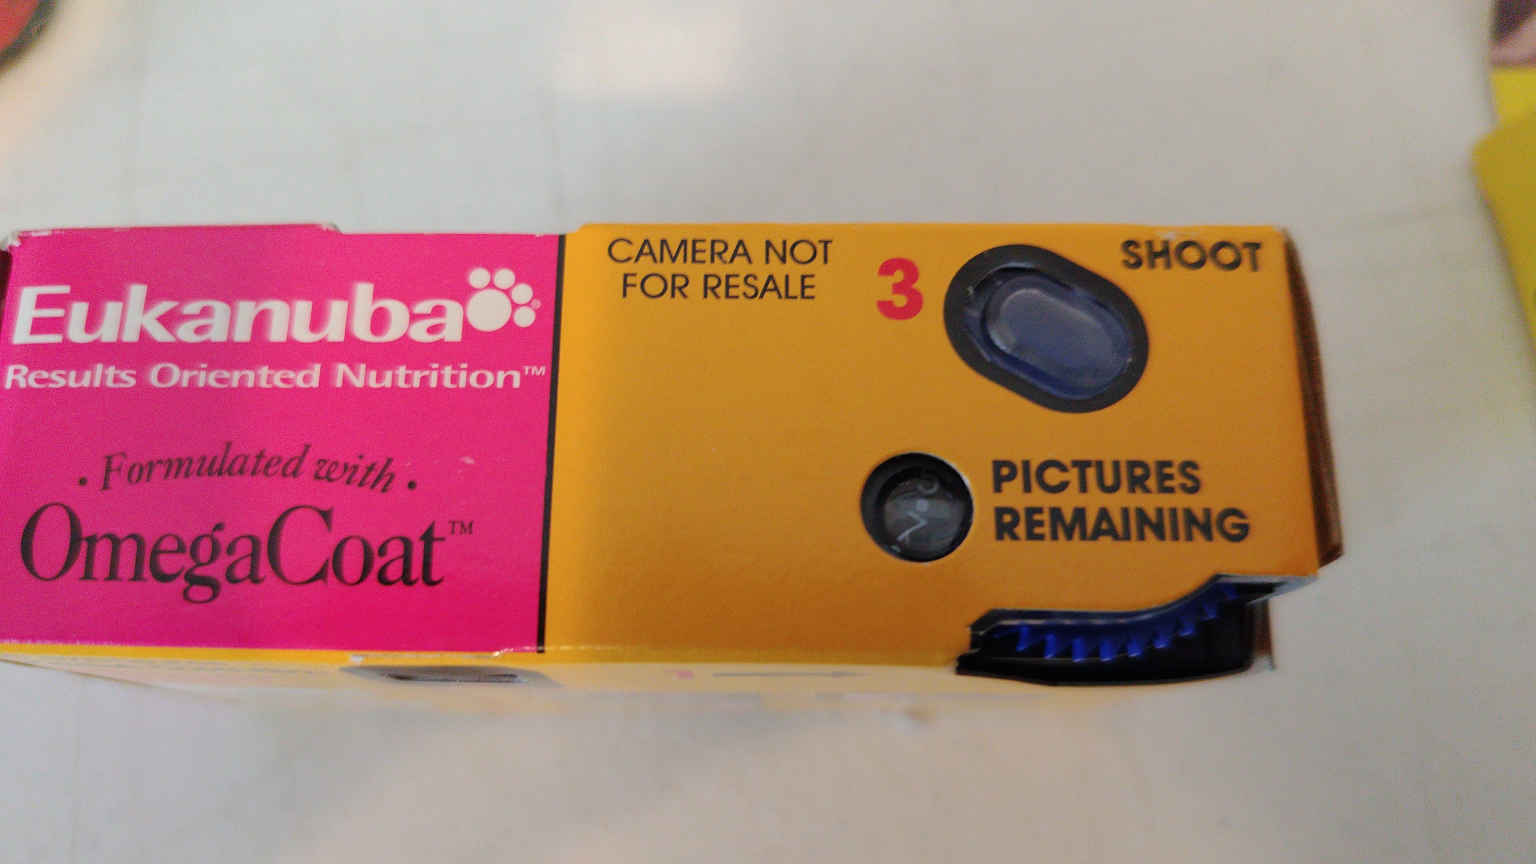 Eukanuba
Results Oriented Nutrition™
· Formulated with ·
OmegaCoat™
CAMERA NOT
FOR RESALE
3
SHOOT
PICTURES
REMAINING